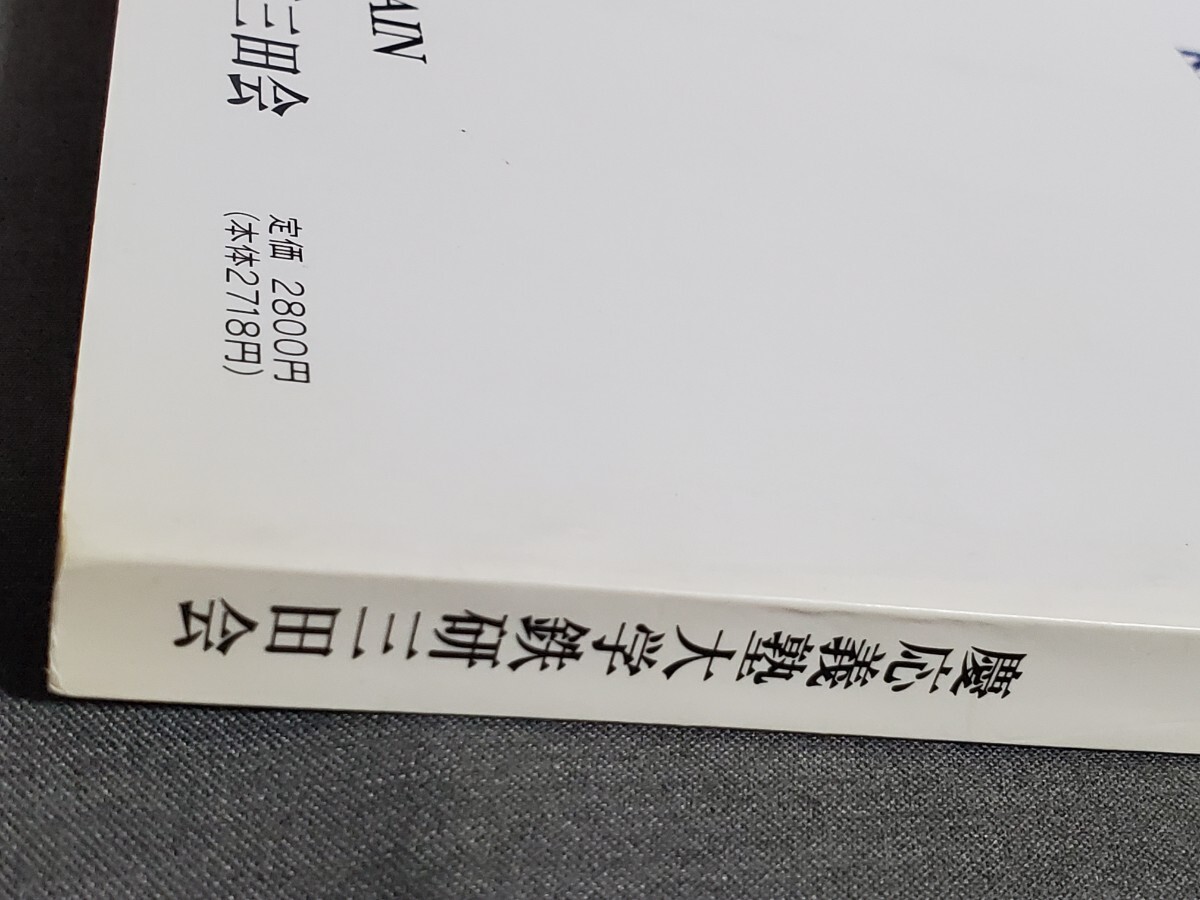 AIN
三田会
定価 2800円
(本体2718円)
慶応義塾大学鉄研三田会